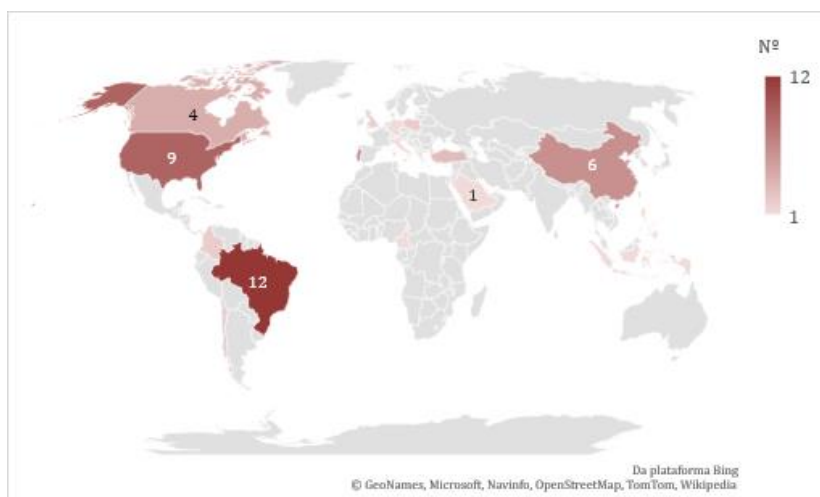 Nº
12
4
9
6
1
1
12
Da plataforma Bing
© GeoNames, Microsoft, Navinfo, OpenStreetMap, TomTom, Wikipedia